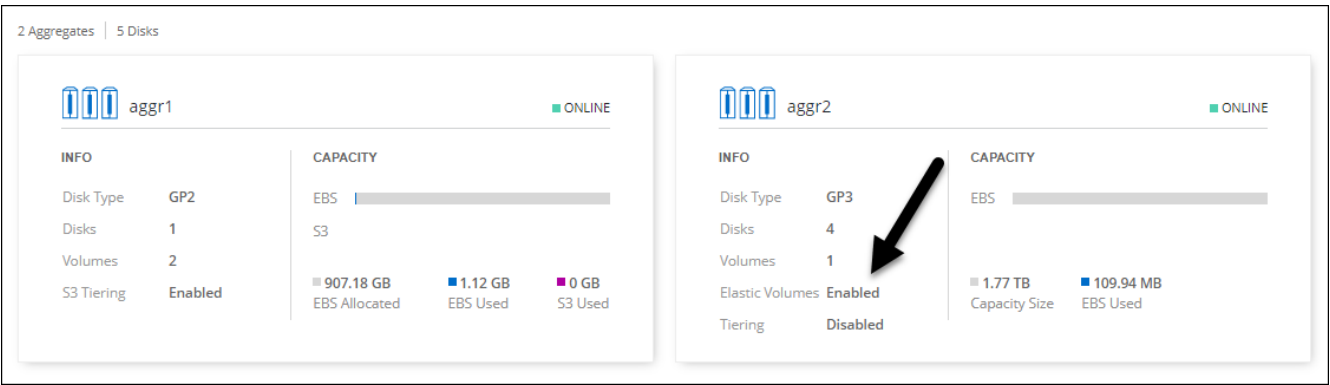 2 Aggregates 5 Disks
aggr1
ONLINE
INFO
CAPACITY
Disk Type GP2
EBS
Disks 1
S3
Volumes 2
S3 Tiering Enabled
907.18 GB 1.12 GB 0 GB
EBS Allocated EBS Used S3 Used
aggr2
ONLINE
INFO
CAPACITY
Disk Type GP3
EBS
Disks 4
Volumes 1
Elastic Volumes Enabled
Tiering Disabled
1.77 TB 109.94 MB
Capacity Size EBS Used